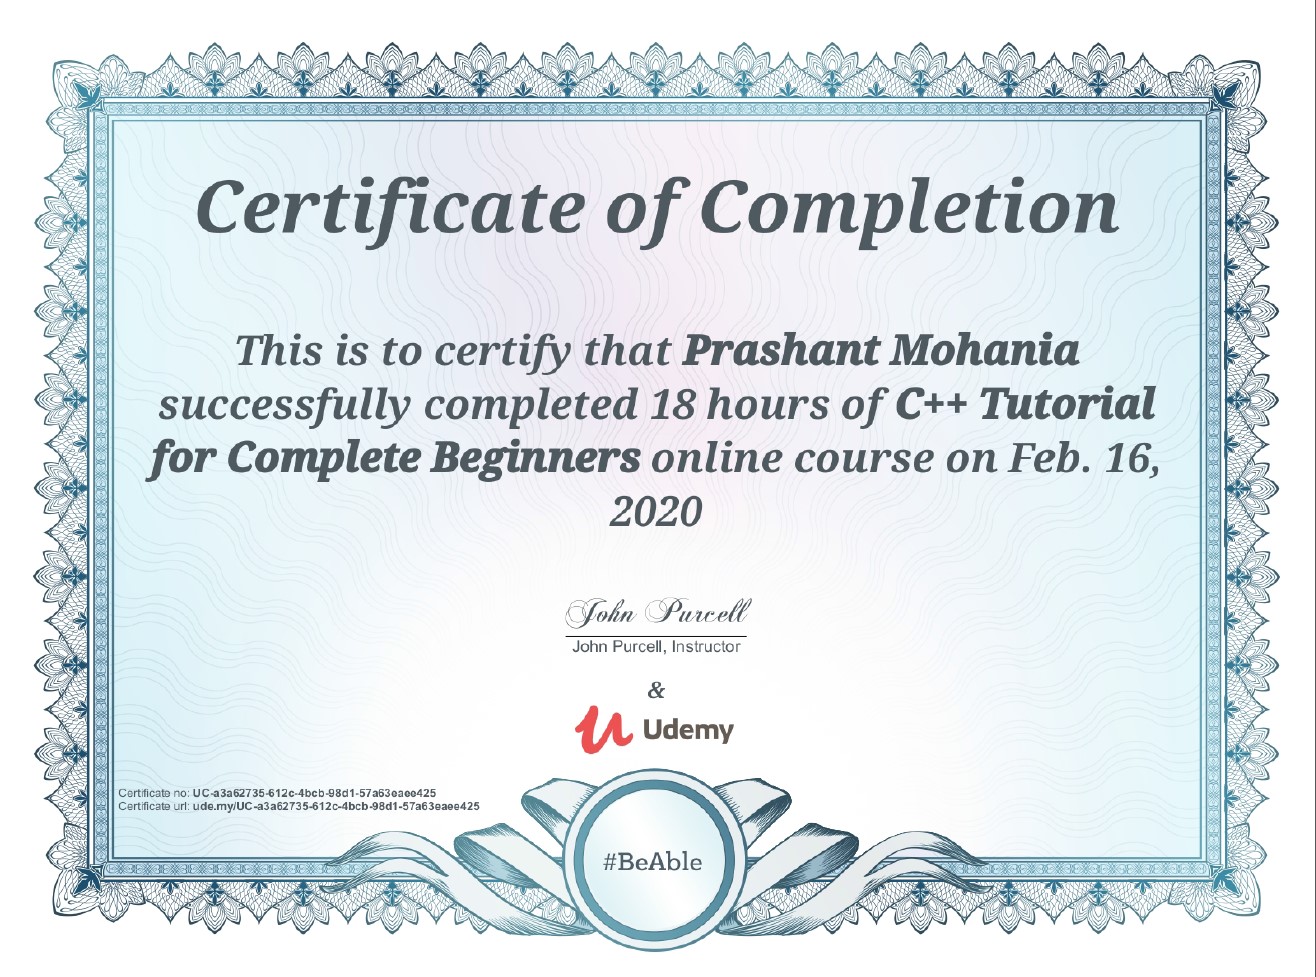 Certificate of Completion
This is to certify that Prashant Mohania
successfully completed 18 hours of C++ Tutorial
for Complete Beginners online course on Feb. 16,
2020
John Purcell
John Purcell, Instructor
&
Udemy
Certificate no: UC-a3a62735-612c-4bcb-98d1-57a63eaee425
Certificate url: ude.my/UC-a3a62735-612c-4bcb-98d1-57a63eaee425
#BeAble